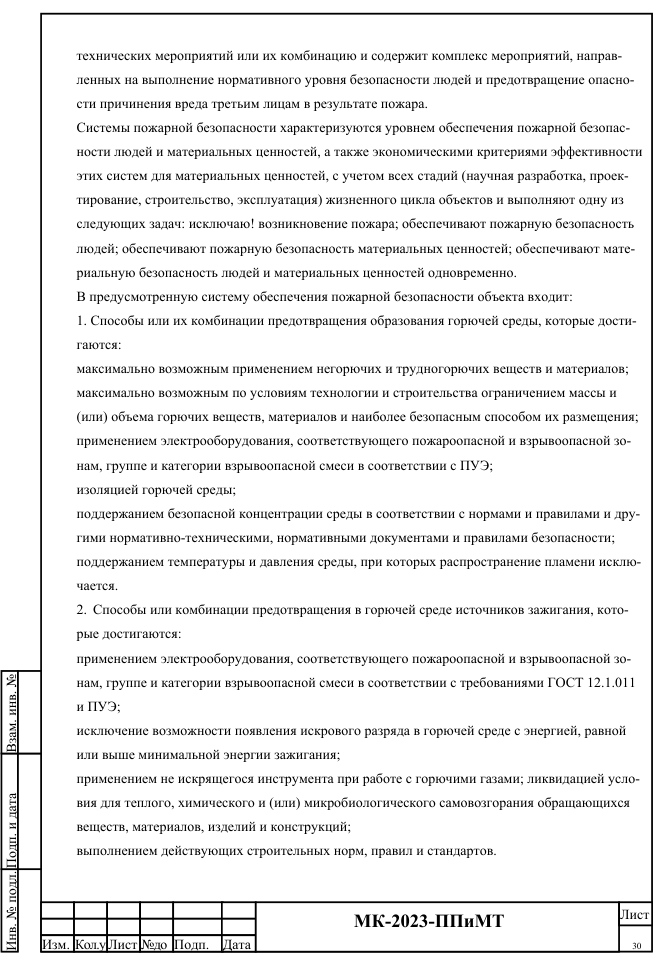 технических мероприятий или их комбинацию и содержит комплекс мероприятий, направ-
ленных на выполнение нормативного уровня безопасности людей и предотвращение опасно-
сти причинения вреда третьим лицам в результате пожара.
Системы пожарной безопасности характеризуются уровнем обеспечения пожарной безопас-
ности людей и материальных ценностей, а также экономическими критериями эффективности
этих систем для материальных ценностей, с учетом всех стадий (научная разработка, проек-
тирование, строительство, эксплуатация) жизненного цикла объектов и выполняют одну из
следующих задач: исключаю! возникновение пожара; обеспечивают пожарную безопасность
людей; обеспечивают пожарную безопасность материальных ценностей; обеспечивают мате-
риальную безопасность людей и материальных ценностей одновременно.
В предусмотренную систему обеспечения пожарной безопасности объекта входит:
1. Способы или их комбинации предотвращения образования горючей среды, которые дости-
гаются:
максимально возможным применением негорючих и трудногорючих веществ и материалов;
максимально возможным по условиям технологии и строительства ограничением массы и
(или) объема горючих веществ, материалов и наиболее безопасным способом их размещения;
применением электрооборудования, соответствующего пожароопасной и взрывоопасной зо-
нам, группе и категории взрывоопасной смеси в соответствии с ПУЭ;
изоляцией горючей среды;
поддержанием безопасной концентрации среды в соответствии с нормами и правилами и дру-
гими нормативно-техническими, нормативными документами и правилами безопасности;
поддержанием температуры и давления среды, при которых распространение пламени исклю-
чается.
2. Способы или комбинации предотвращения в горючей среде источников зажигания, кото-
рые достигаются:
применением электрооборудования, соответствующего пожароопасной и взрывоопасной зо-
нам, группе и категории взрывоопасной смеси в соответствии с требованиями ГОСТ 12.1.011
и ПУЭ;
исключение возможности появления искрового разряда в горючей среде с энергией, равной
или выше минимальной энергии зажигания;
применением не искрящегося инструмента при работе с горючими газами; ликвидацией усло-
вия для теплого, химического и (или) микробиологического самовозгорания обращающихся
веществ, материалов, изделий и конструкций;
выполнением действующих строительных норм, правил и стандартов.
Взам. инв. №
Подп. и дата
Инв. № подл.
Изм. Кол.у Лист №до Подп. Дата
МК-2023-ППиМТ
Лист
30